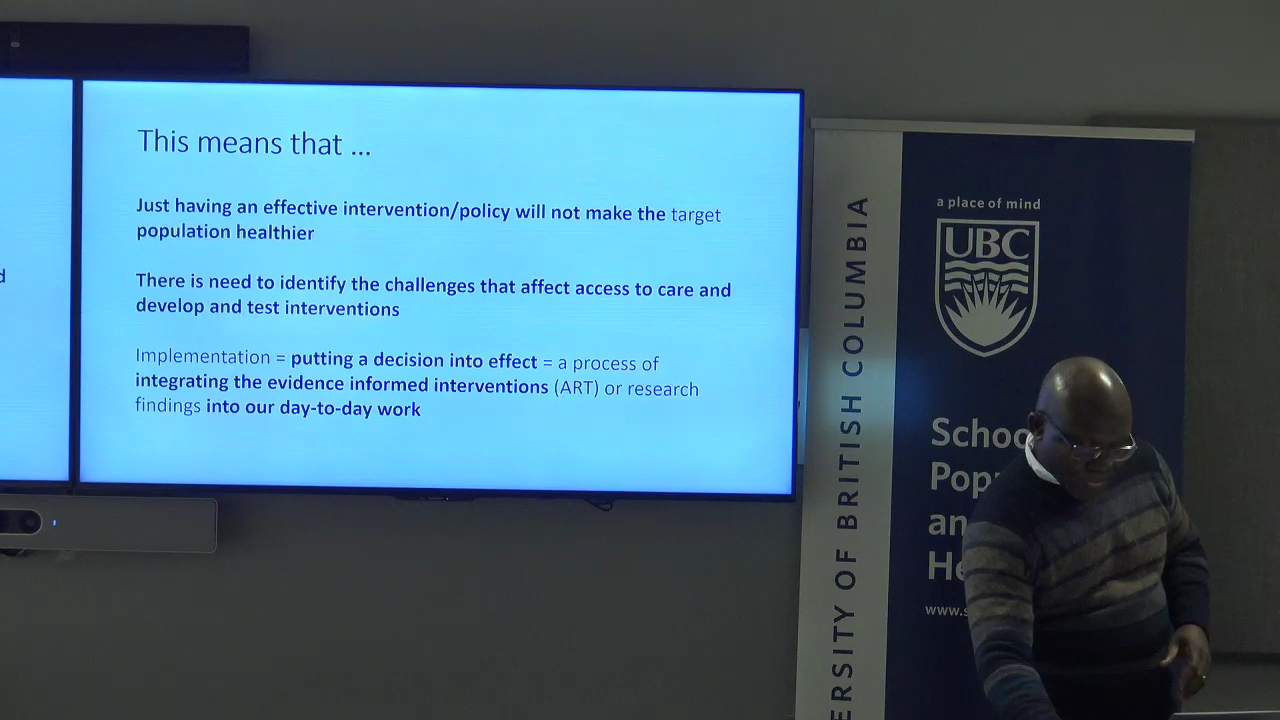 This means that ...
Just having an effective intervention/policy will not make the target
population healthier
There is need to identify the challenges that affect access to care and
develop and test interventions
Implementation = putting a decision into effect = a process of
integrating the evidence informed interventions (ART) or research
findings into our day-to-day work
d
ERSITY OF BRITISH COLUMBIA
a place of mind
UBC
Schoo
Pop
an
He
www.s